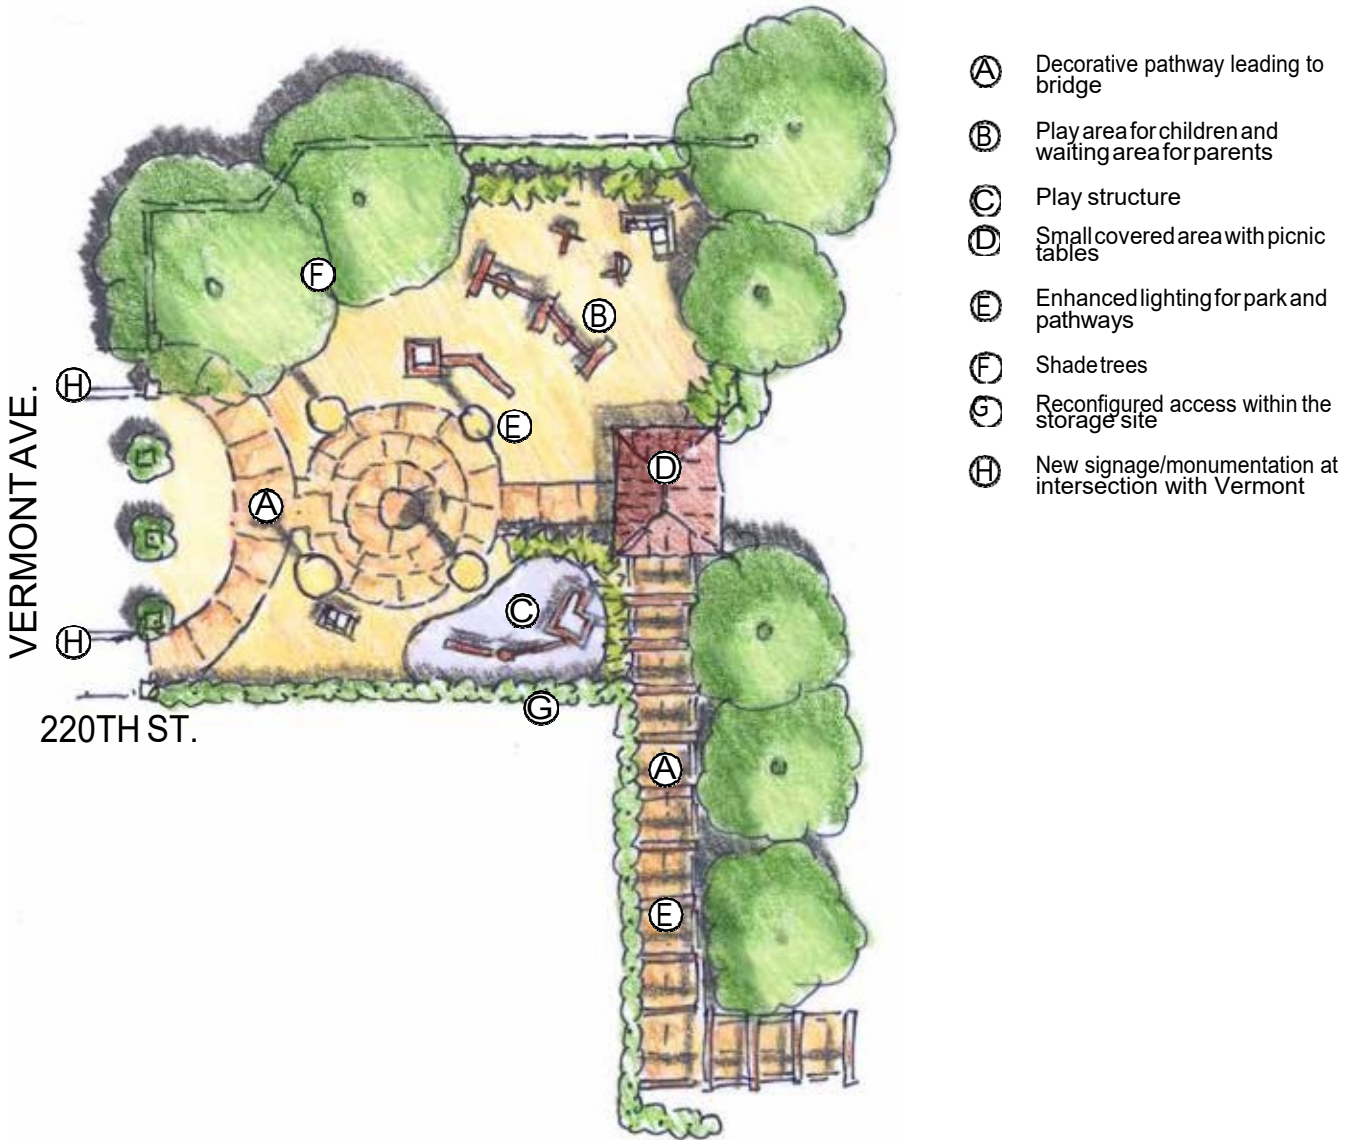 A Decorative pathway leading to
bridge
B Play area for children and
waiting area for parents
C Play structure
D Small covered area with picnic
tables
E Enhanced lighting for park and
pathways
F Shade trees
G Reconfigured access within the
storage site
H New signage/monumentation at
intersection with Vermont
F
B
H
E
D
A
C
H
G
A
E
VERMONT AVE.
220TH ST.